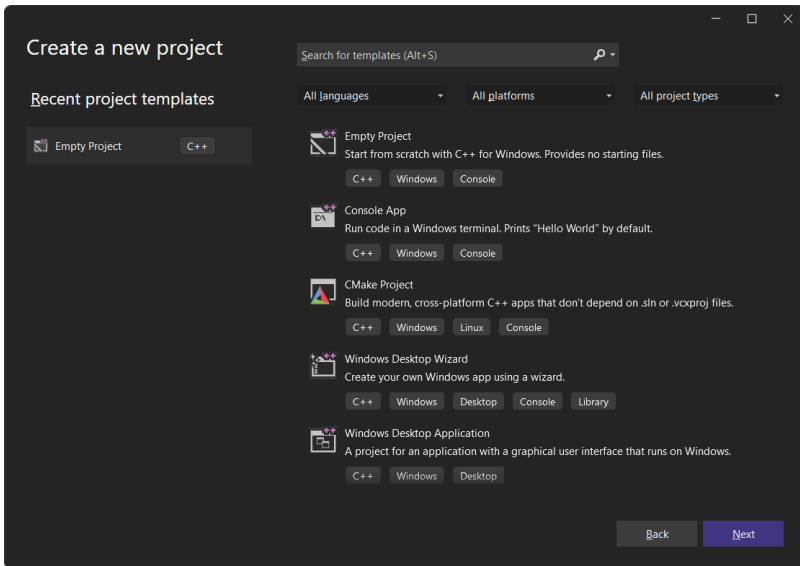 Create a new project
Search for templates (Alt+S)
Recent project templates
All languages
All platforms
All project types
Empty Project
C++
Empty Project
Start from scratch with C++ for Windows. Provides no starting files.
C++ Windows Console
Console App
Run code in a Windows terminal. Prints "Hello World" by default.
C++ Windows Console
CMake Project
Build modern, cross-platform C++ apps that don't depend on .sln or .vcxproj files.
C++ Windows Linux Console
Windows Desktop Wizard
Create your own Windows app using a wizard.
C++ Windows Desktop Console Library
Windows Desktop Application
A project for an application with a graphical user interface that runs on Windows.
C++ Windows Desktop
Back
Next